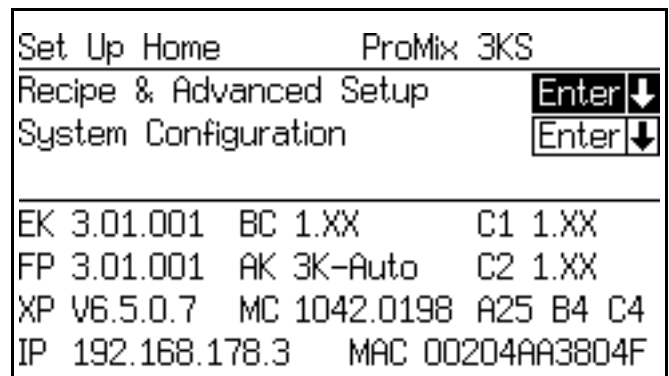 Set Up Home ProMix 3KS
Recipe & Advanced Setup Enter
System Configuration Enter
EK 3.01.001 BC 1.XX C1 1.XX
FP 3.01.001 AK 3K-Auto C2 1.XX
XP V6.5.0.7 MC 1042.0198 A25 B4 C4
IP 192.168.178.3 MAC 00204AA3804F